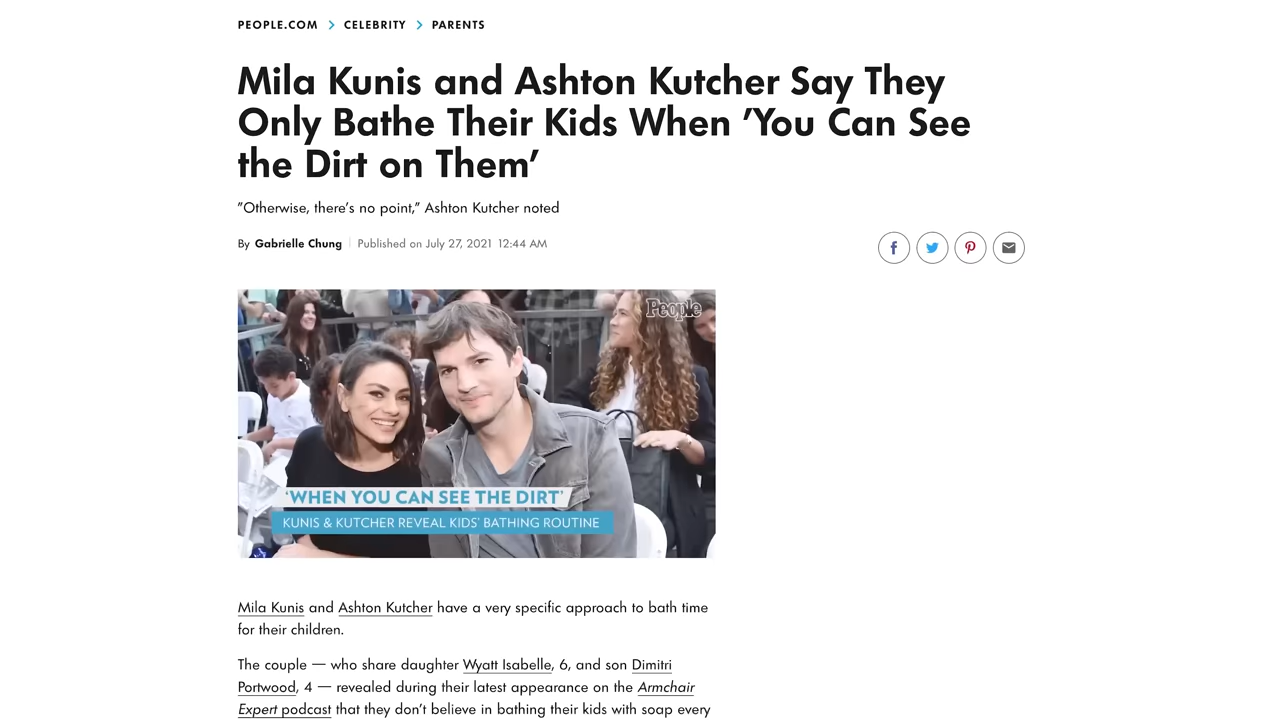 PEOPLE.COM > CELEBRITY > PARENTS
Mila Kunis and Ashton Kutcher Say They
Only Bathe Their Kids When 'You Can See
the Dirt on Them'
"Otherwise, there's no point," Ashton Kutcher noted
By Gabrielle Chung | Published on July 27, 2021 12:44 AM
People
'WHEN YOU CAN SEE THE DIRT'
KUNIS & KUTCHER REVEAL KIDS' BATHING ROUTINE
Mila Kunis and Ashton Kutcher have a very specific approach to bath time
for their children.
The couple — who share daughter Wyatt Isabelle, 6, and son Dimitri
Portwood, 4 — revealed during their latest appearance on the Armchair
Expert podcast that they don't believe in bathing their kids with soap every